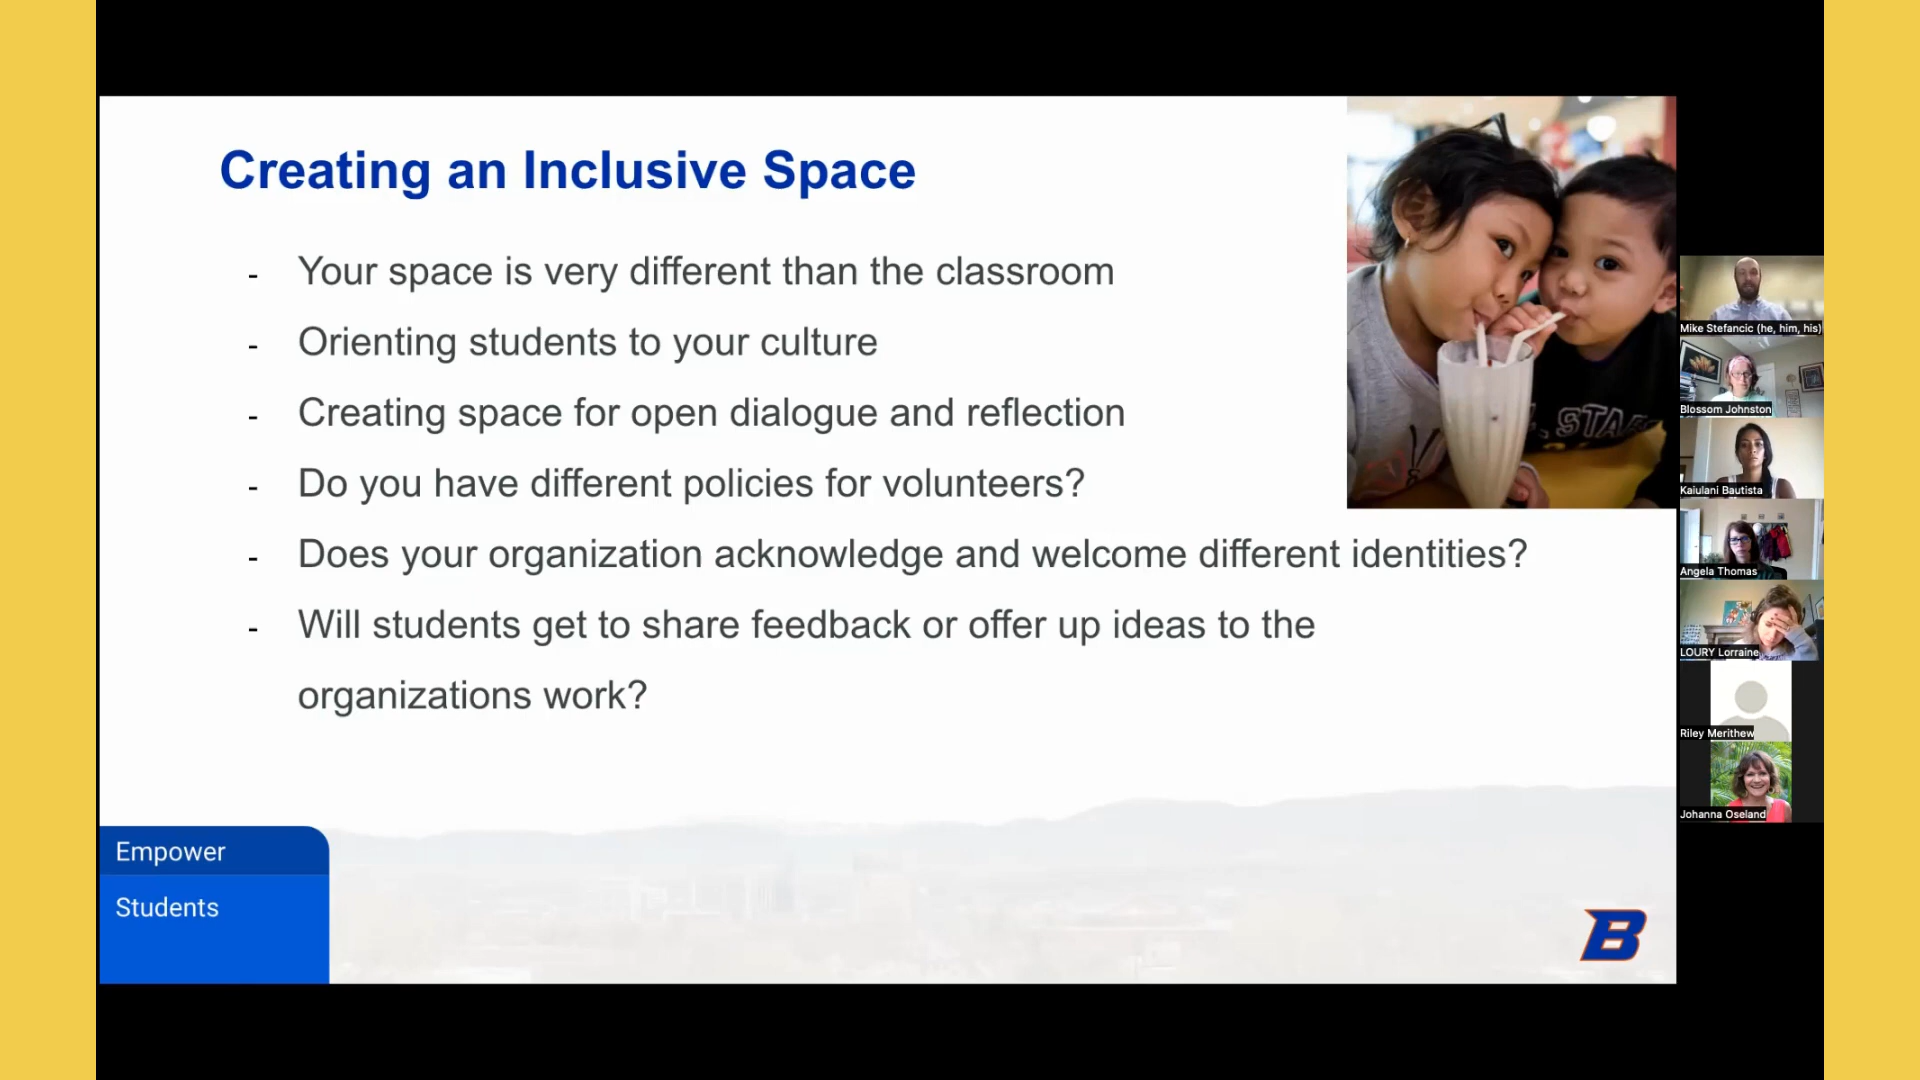 Creating an Inclusive Space
- Your space is very different than the classroom
- Orienting students to your culture
- Creating space for open dialogue and reflection
- Do you have different policies for volunteers?
- Does your organization acknowledge and welcome different identities?
- Will students get to share feedback or offer up ideas to the
organizations work?
Empower
Students
B
Mike Stefancic (he, him, his)
Blossom Johnston
Kaiulani Bautista
Angela Thomas
LOURY Lorraine
Riley Merithew
Johanna Oseland